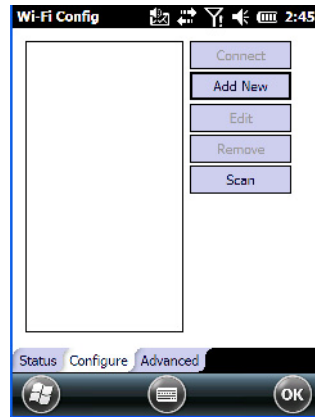 Wi-Fi Config 2:45
Connect
Add New
Edit
Remove
Scan
Status Configure Advanced
OK